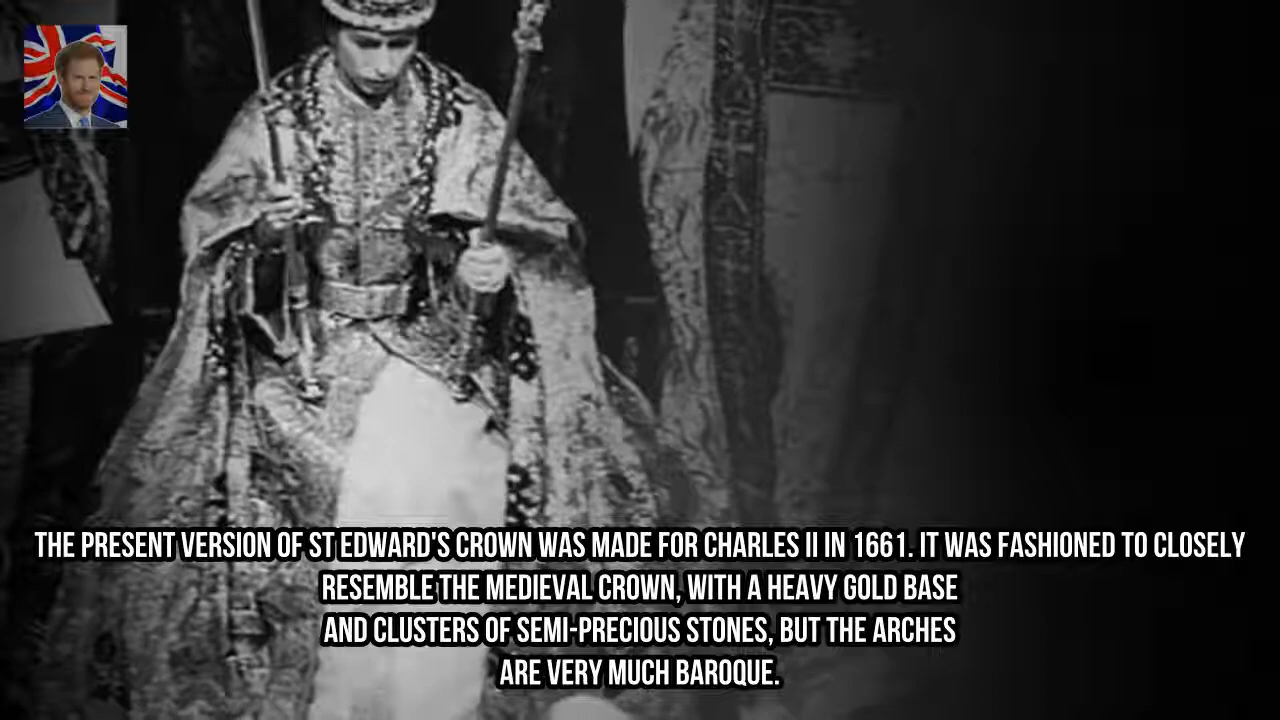 THE PRESENT VERSION OF ST EDWARD'S CROWN WAS MADE FOR CHARLES II IN 1661. IT WAS FASHIONED TO CLOSELY
RESEMBLE THE MEDIEVAL CROWN, WITH A HEAVY GOLD BASE
AND CLUSTERS OF SEMI-PRECIOUS STONES, BUT THE ARCHES
ARE VERY MUCH BAROQUE.